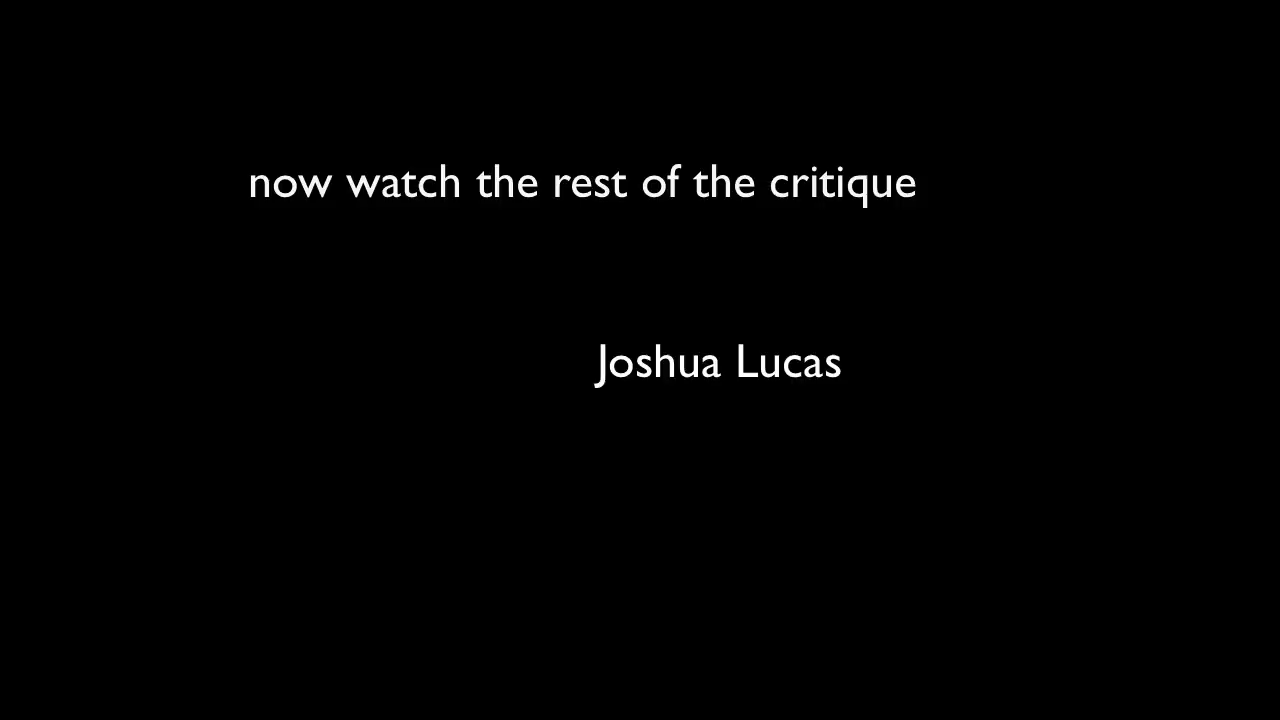 now watch the rest of the critique
Joshua Lucas